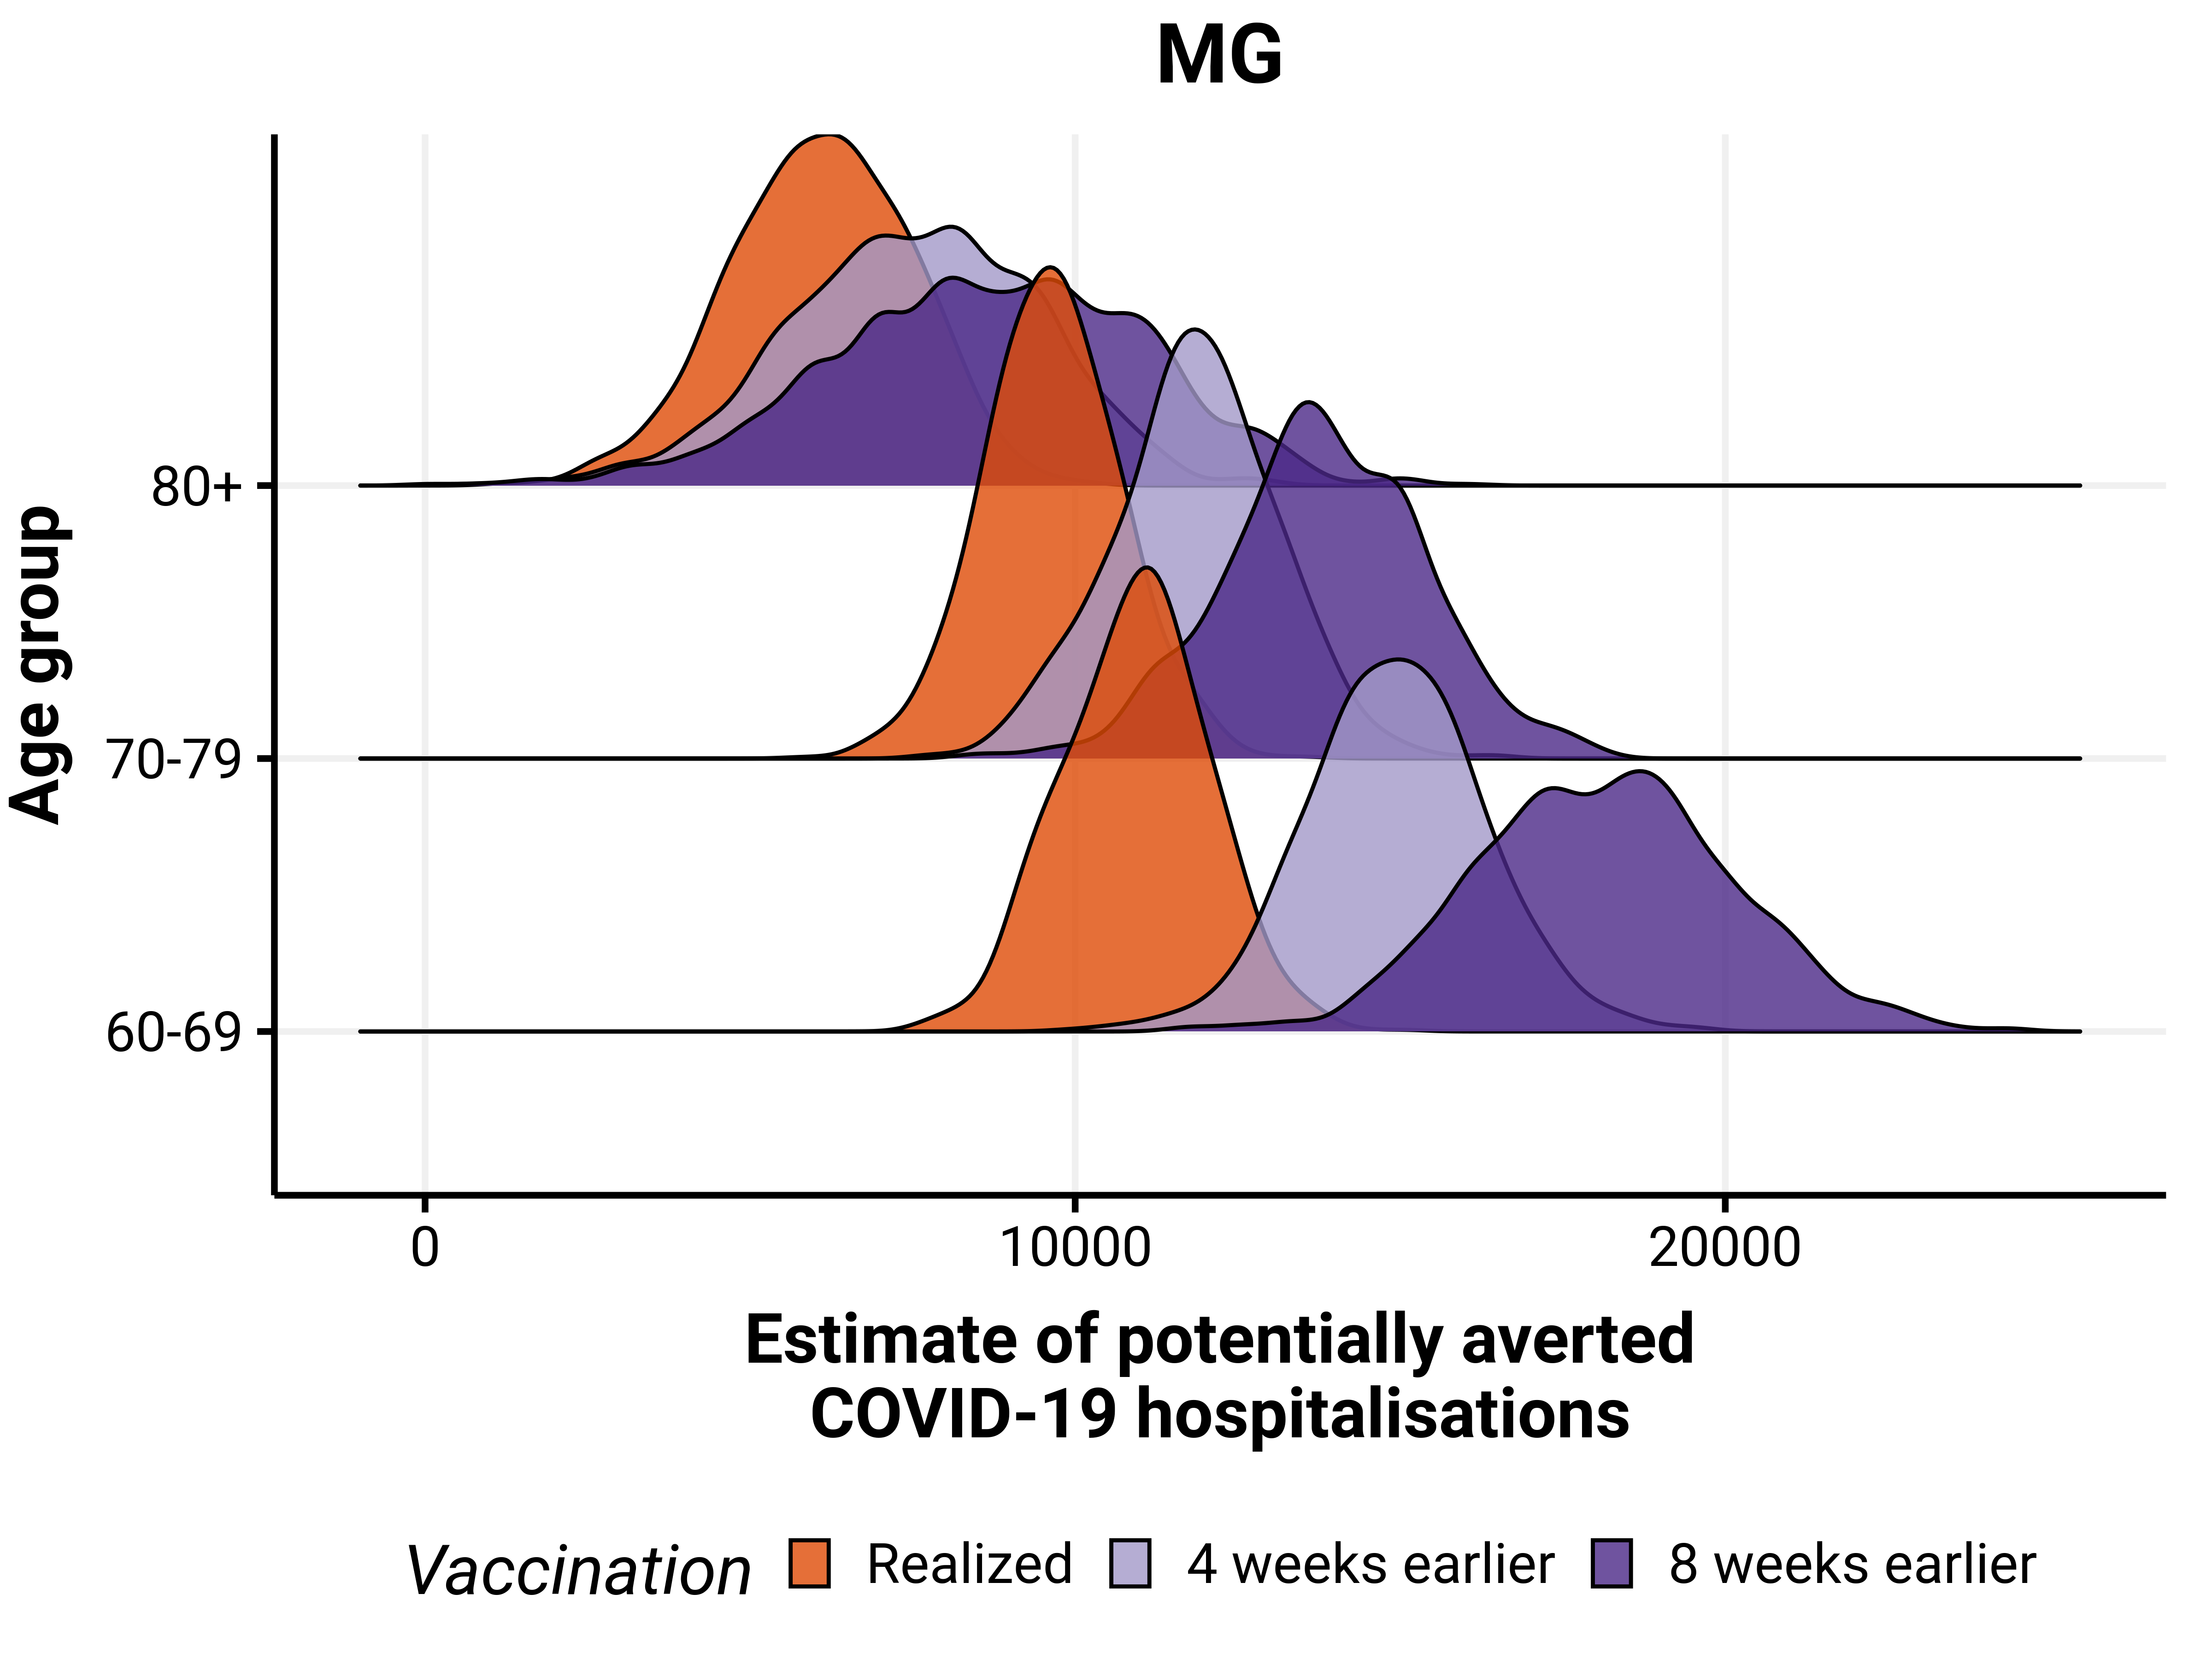 MG
Age group
80+
70-79
60-69
0 10000 20000
Estimate of potentially averted
COVID-19 hospitalisations
Vaccination Realized 4 weeks earlier 8 weeks earlier